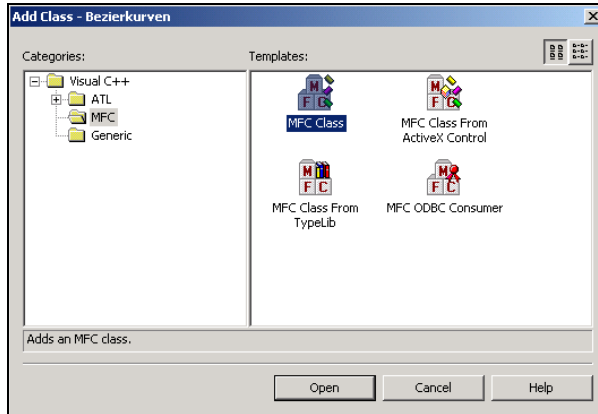 Add Class - Bezierkurven
Categories:
Templates:
Visual C++
ATL
MFC
Generic
MFC Class
MFC Class From
ActiveX Control
MFC Class From
TypeLib
MFC ODBC Consumer
Adds an MFC class.
Open
Cancel
Help